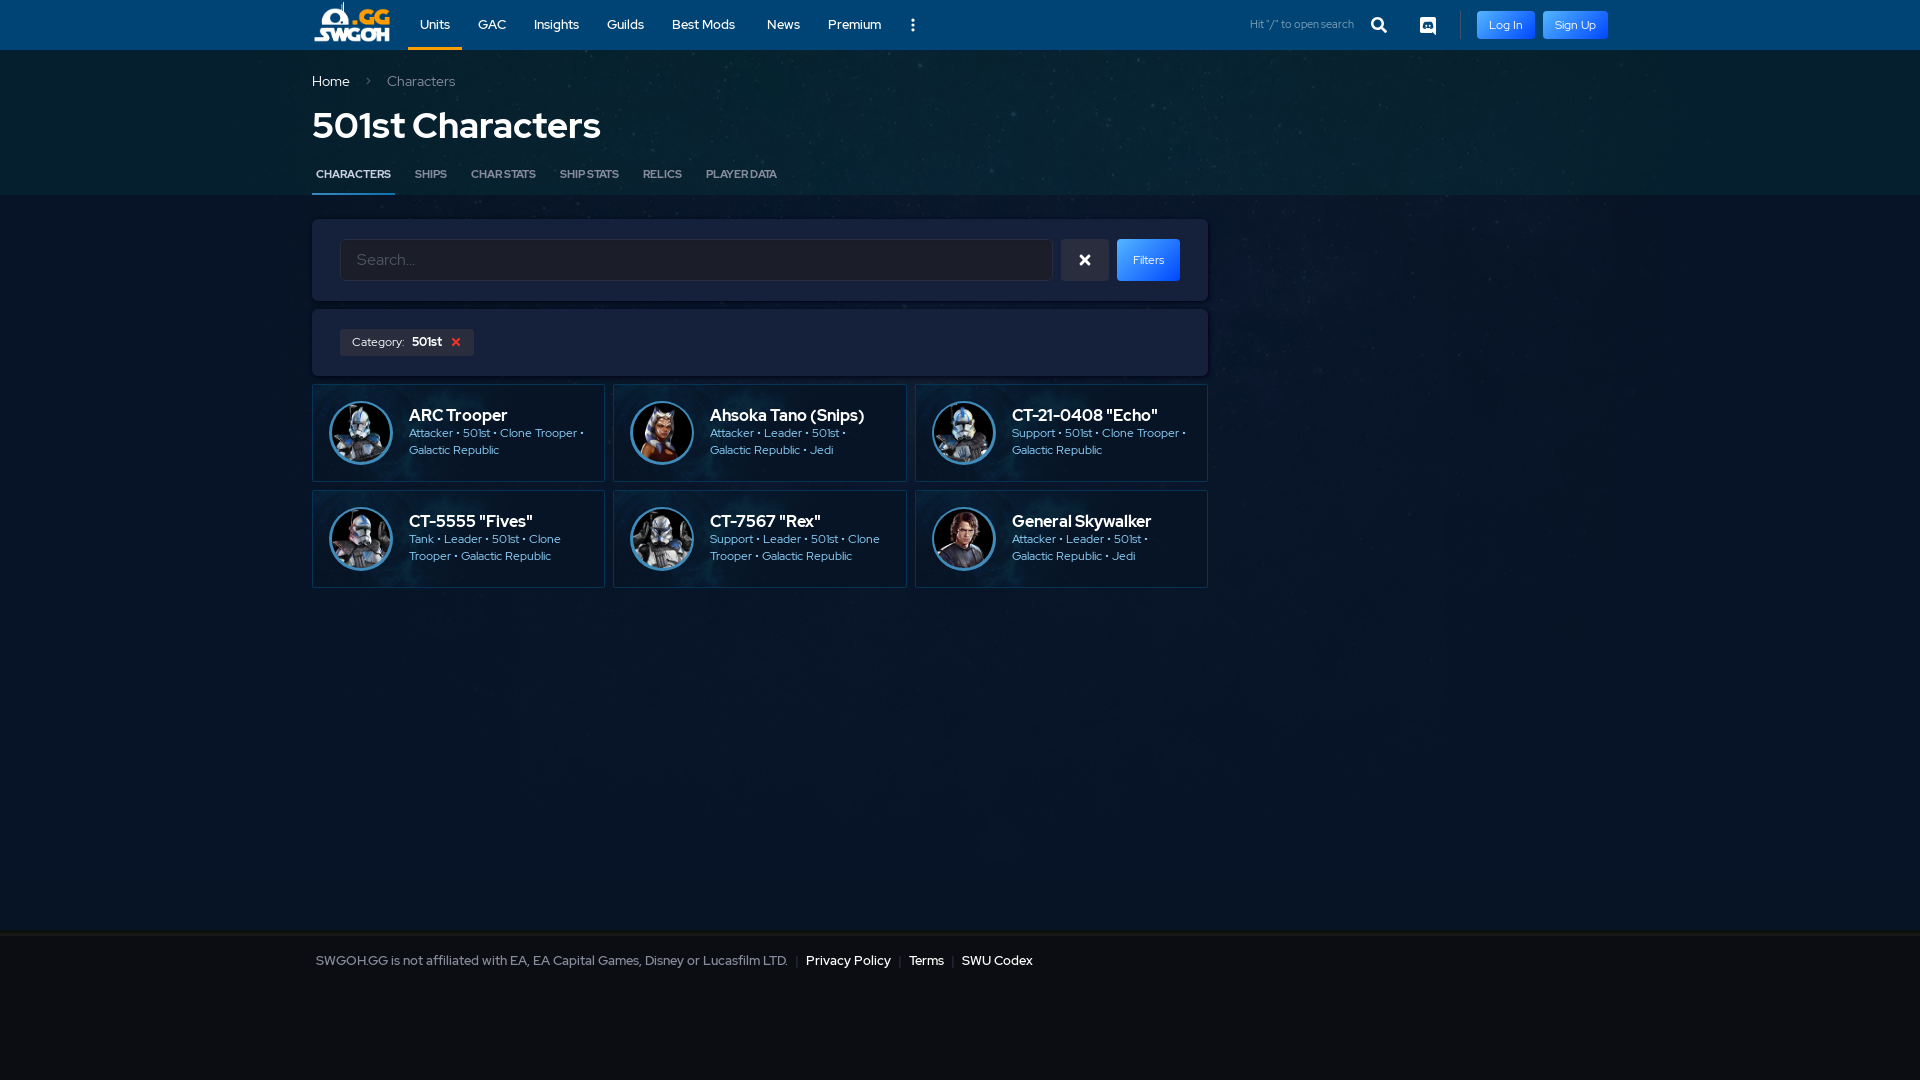 .GG
SWGOH
Units
GAC
Insights
Guilds
Best Mods
News
Premium
Hit "/" to open search
Log In
Sign Up
Home
Characters
501st Characters
CHARACTERS
SHIPS
CHAR STATS
SHIP STATS
RELICS
PLAYER DATA
Search...
Filters
Category: 501st
ARC Trooper
Attacker • 501st • Clone Trooper •
Galactic Republic
Ahsoka Tano (Snips)
Attacker • Leader • 501st •
Galactic Republic • Jedi
CT-21-0408 "Echo"
Support • 501st • Clone Trooper •
Galactic Republic
CT-5555 "Fives"
Tank • Leader • 501st • Clone
Trooper • Galactic Republic
CT-7567 "Rex"
Support • Leader • 501st • Clone
Trooper • Galactic Republic
General Skywalker
Attacker • Leader • 501st •
Galactic Republic • Jedi
SWGOH.GG is not affiliated with EA, EA Capital Games, Disney or Lucasfilm LTD. | Privacy Policy | Terms | SWU Codex